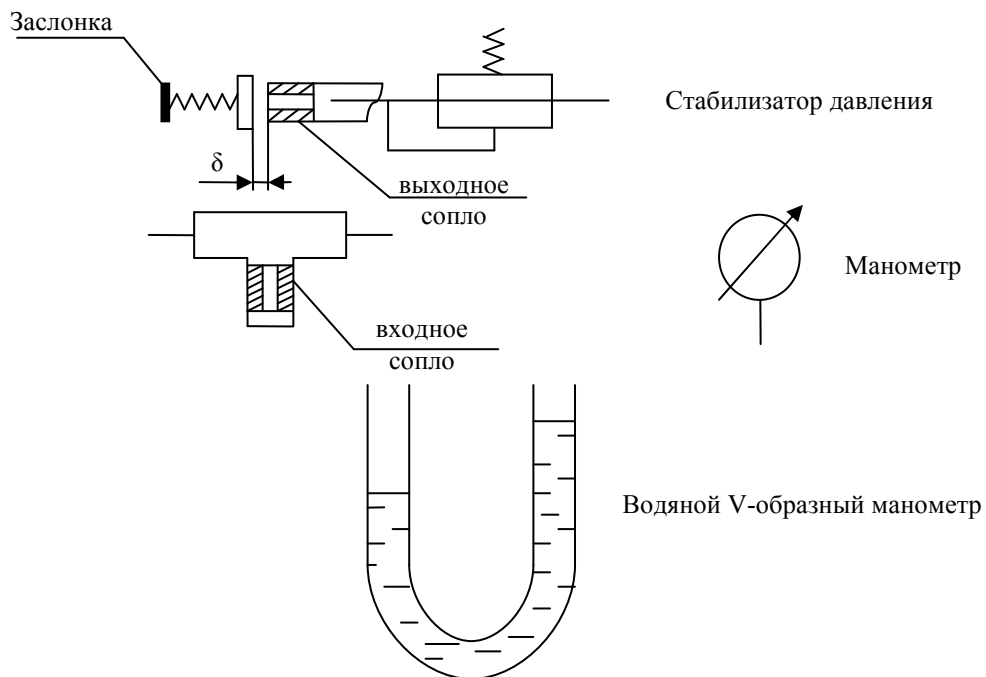 Заслонка
Стабилизатор давления
δ
выходное
сопло
Манометр
входное
сопло
Водяной V-образный манометр